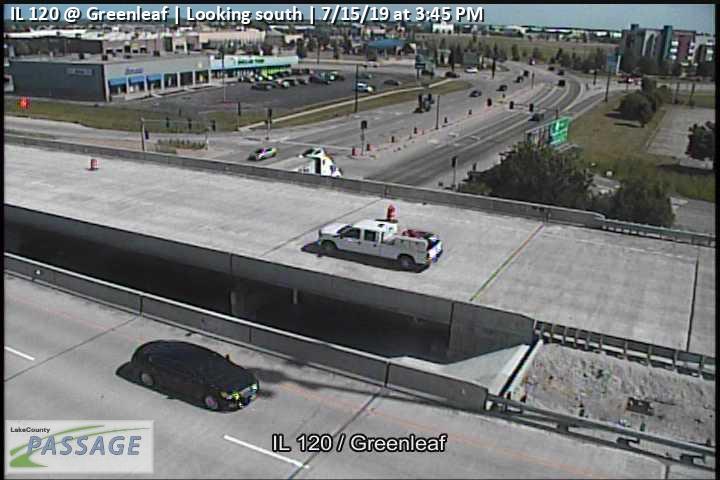 IL 120 @ Greenleaf | Looking south | 7/15/19 at 3:45 PM
LakeCounty
PASSAGE
IL 120 / Greenleaf